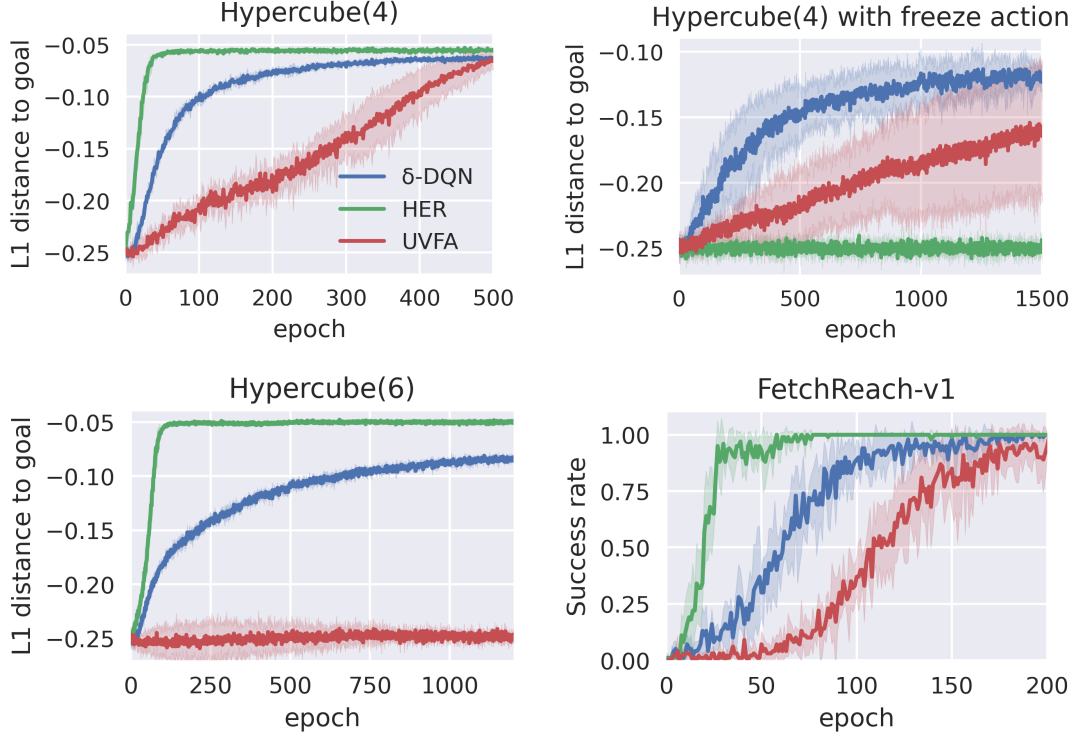 Hypercube(4)
L1 distance to goal
−0.05
−0.10
−0.15
−0.20
−0.25
δ-DQN
HER
UVFA
0 100 200 300 400 500
epoch
Hypercube(4) with freeze action
L1 distance to goal
−0.10
−0.15
−0.20
−0.25
0 500 1000 1500
epoch
Hypercube(6)
L1 distance to goal
−0.05
−0.10
−0.15
−0.20
−0.25
0 250 500 750 1000
epoch
FetchReach-v1
Success rate
1.00
0.75
0.50
0.25
0.00
0 50 100 150 200
epoch